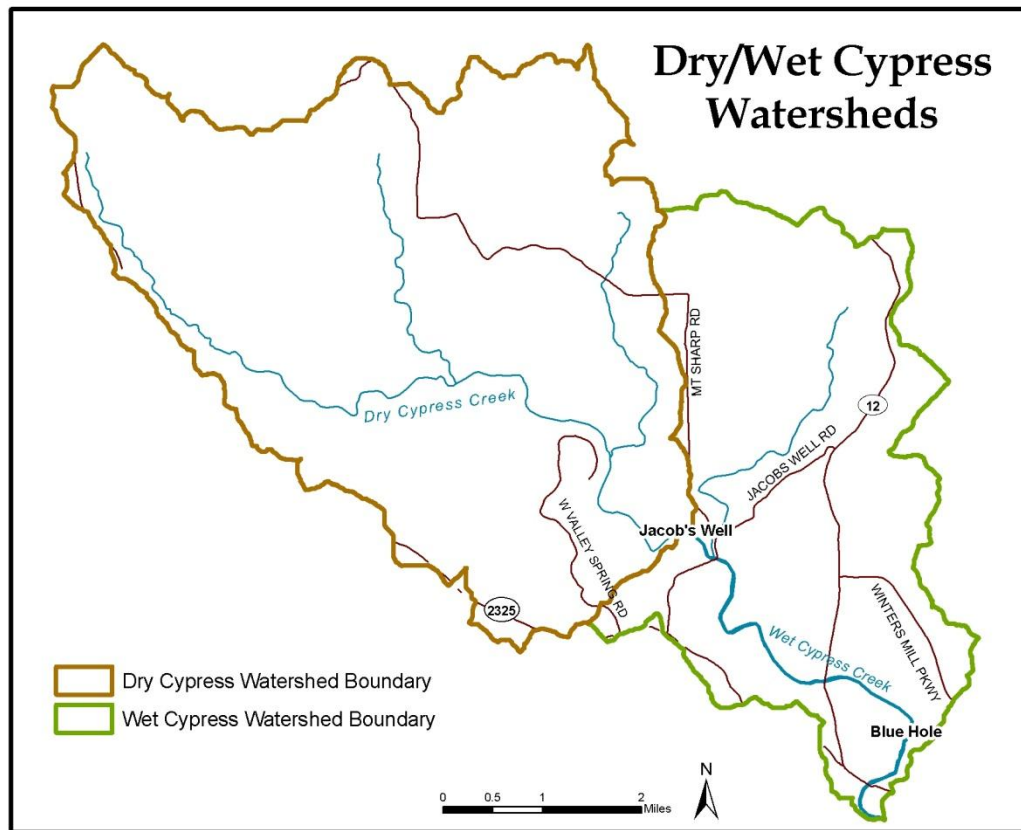 Dry/Wet Cypress
Watersheds
MT SHARP RD
Dry Cypress Creek
12
JACOBS WELL RD
W VALLEY SPRING RD
Jacob's Well
2325
WINTERS MILL PKWY
Wet Cypress Creek
Dry Cypress Watershed Boundary
Wet Cypress Watershed Boundary
Blue Hole
N
0 0.5 1 2
Miles